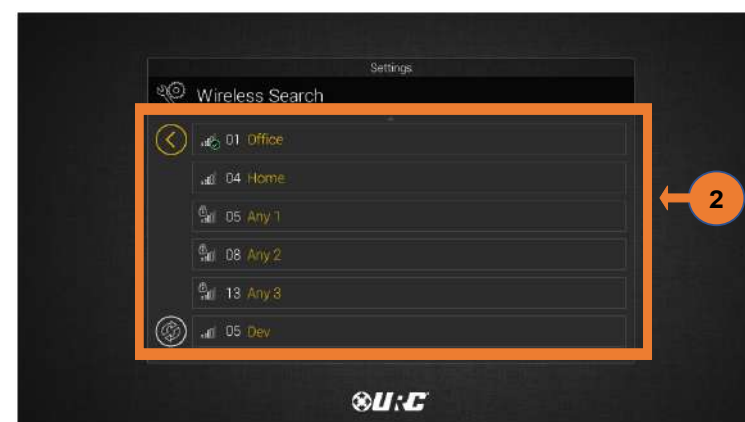 Settings
Wireless Search
01 Office
04 Home
05 Any 1
08 Any 2
13 Any 3
05 Dev
2
URC